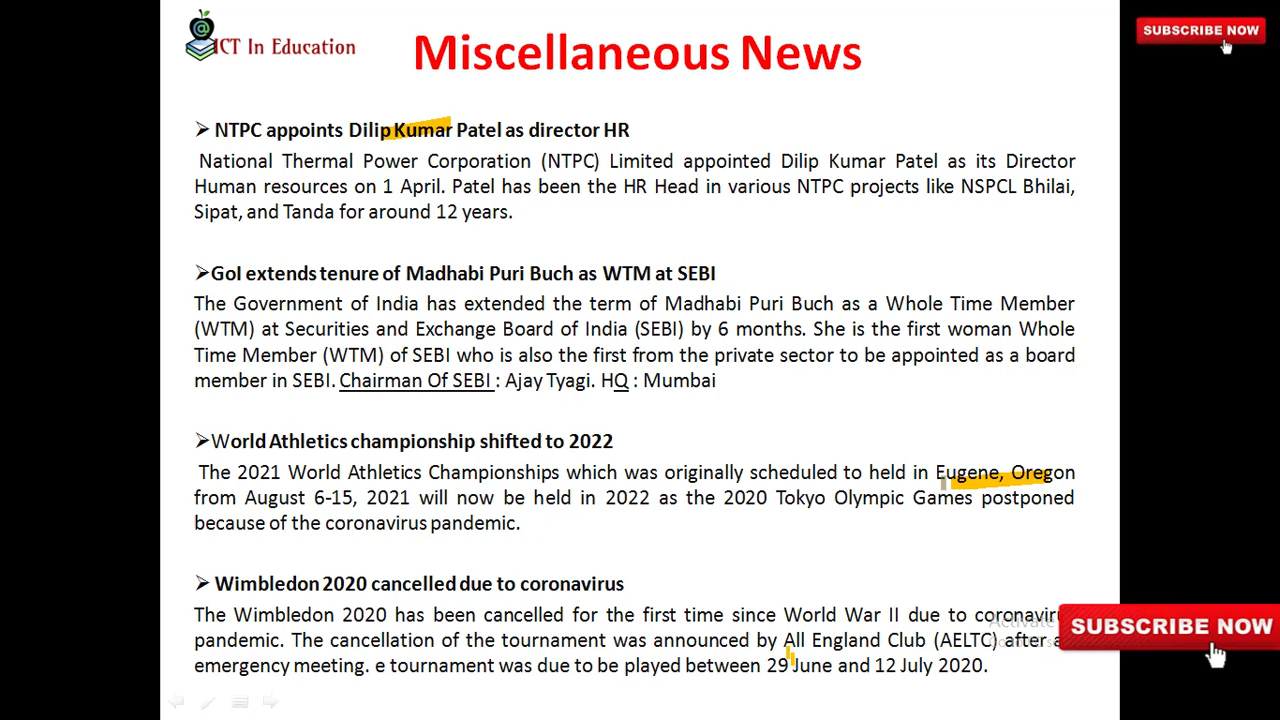 ICT In Education
Miscellaneous News
SUBSCRIBE NOW
➢ NTPC appoints Dilip Kumar Patel as director HR
National Thermal Power Corporation (NTPC) Limited appointed Dilip Kumar Patel as its Director
Human resources on 1 April. Patel has been the HR Head in various NTPC projects like NSPCL Bhilai,
Sipat, and Tanda for around 12 years.
➢GoI extends tenure of Madhabi Puri Buch as WTM at SEBI
The Government of India has extended the term of Madhabi Puri Buch as a Whole Time Member
(WTM) at Securities and Exchange Board of India (SEBI) by 6 months. She is the first woman Whole
Time Member (WTM) of SEBI who is also the first from the private sector to be appointed as a board
member in SEBI. Chairman Of SEBI : Ajay Tyagi. HQ : Mumbai
➢World Athletics championship shifted to 2022
The 2021 World Athletics Championships which was originally scheduled to held in Eugene, Oregon
from August 6-15, 2021 will now be held in 2022 as the 2020 Tokyo Olympic Games postponed
because of the coronavirus pandemic.
➢ Wimbledon 2020 cancelled due to coronavirus
The Wimbledon 2020 has been cancelled for the first time since World War II due to coronaviru
pandemic. The cancellation of the tournament was announced by All England Club (AELTC) after a
emergency meeting. e tournament was due to be played between 29 June and 12 July 2020.
Activate
SUBSCRIBE NOW